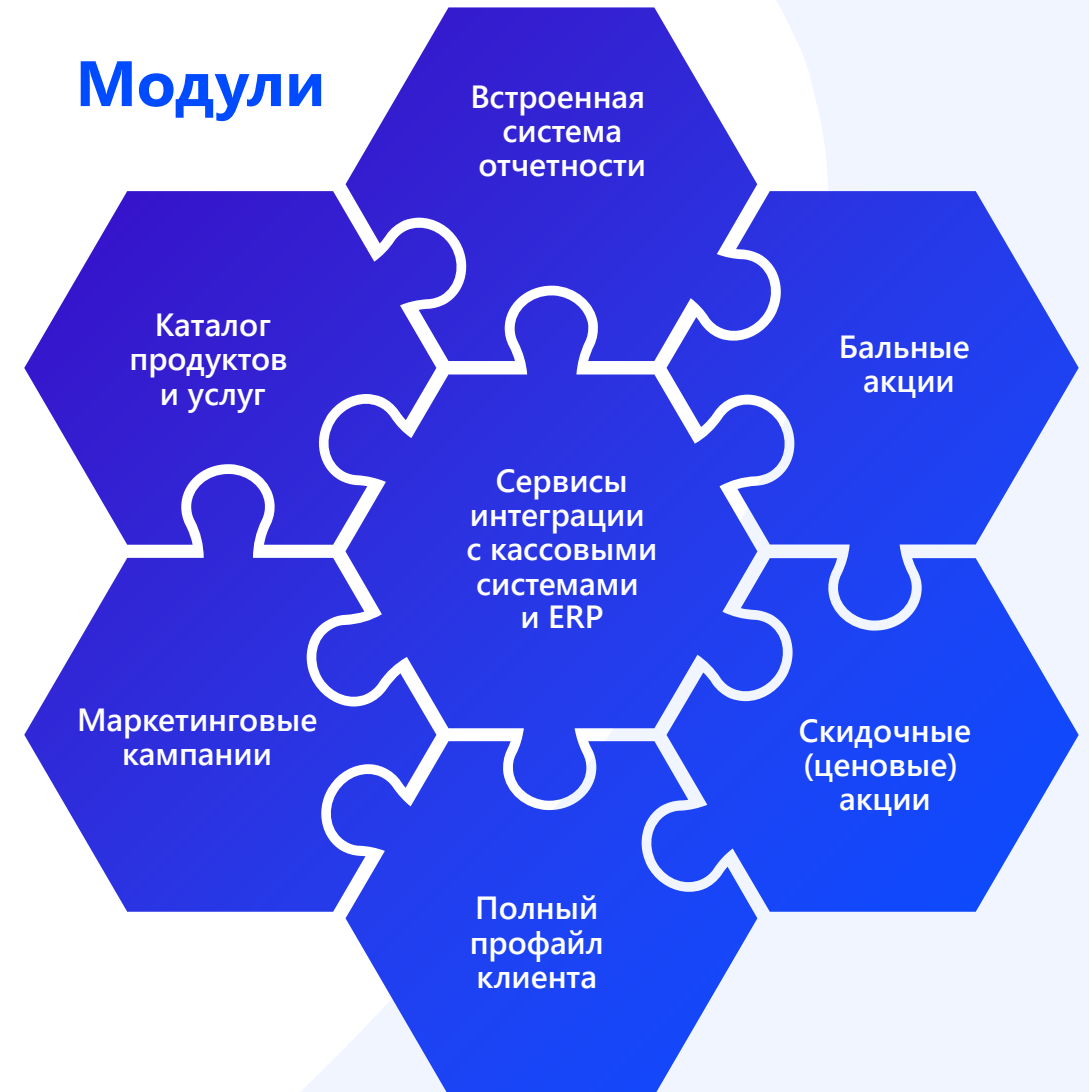 Модули
Встроенная
система
отчетности
Каталог
продуктов
и услуг
Бальные
акции
Сервисы
интеграции
с кассовыми
системами
и ERP
Маркетинговые
кампании
Скидочные
(ценовые)
акции
Полный
профайл
клиента